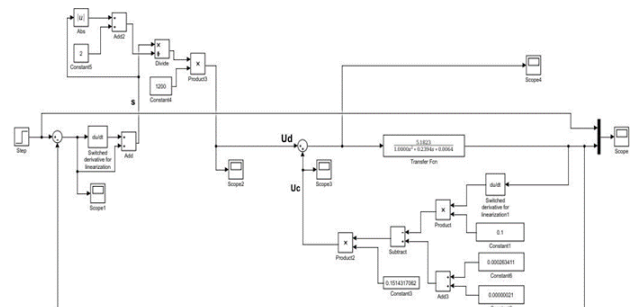 |u|
Abs
Add2
2
Constant5
Divide
Product3
1200
Constant4
s
Scope4
Step
du/dt
Switched
derivative for
linearization
Add
Scope1
Scope2
Ud
Scope3
Uc
Transfer Fcn
Scope
du/dt
Switched
derivative for
linearization1
Product
0.1
Constant1
Subtract
Product2
0.1514317082
Constant3
Add3
0.000263411
Constant6
0.00000021